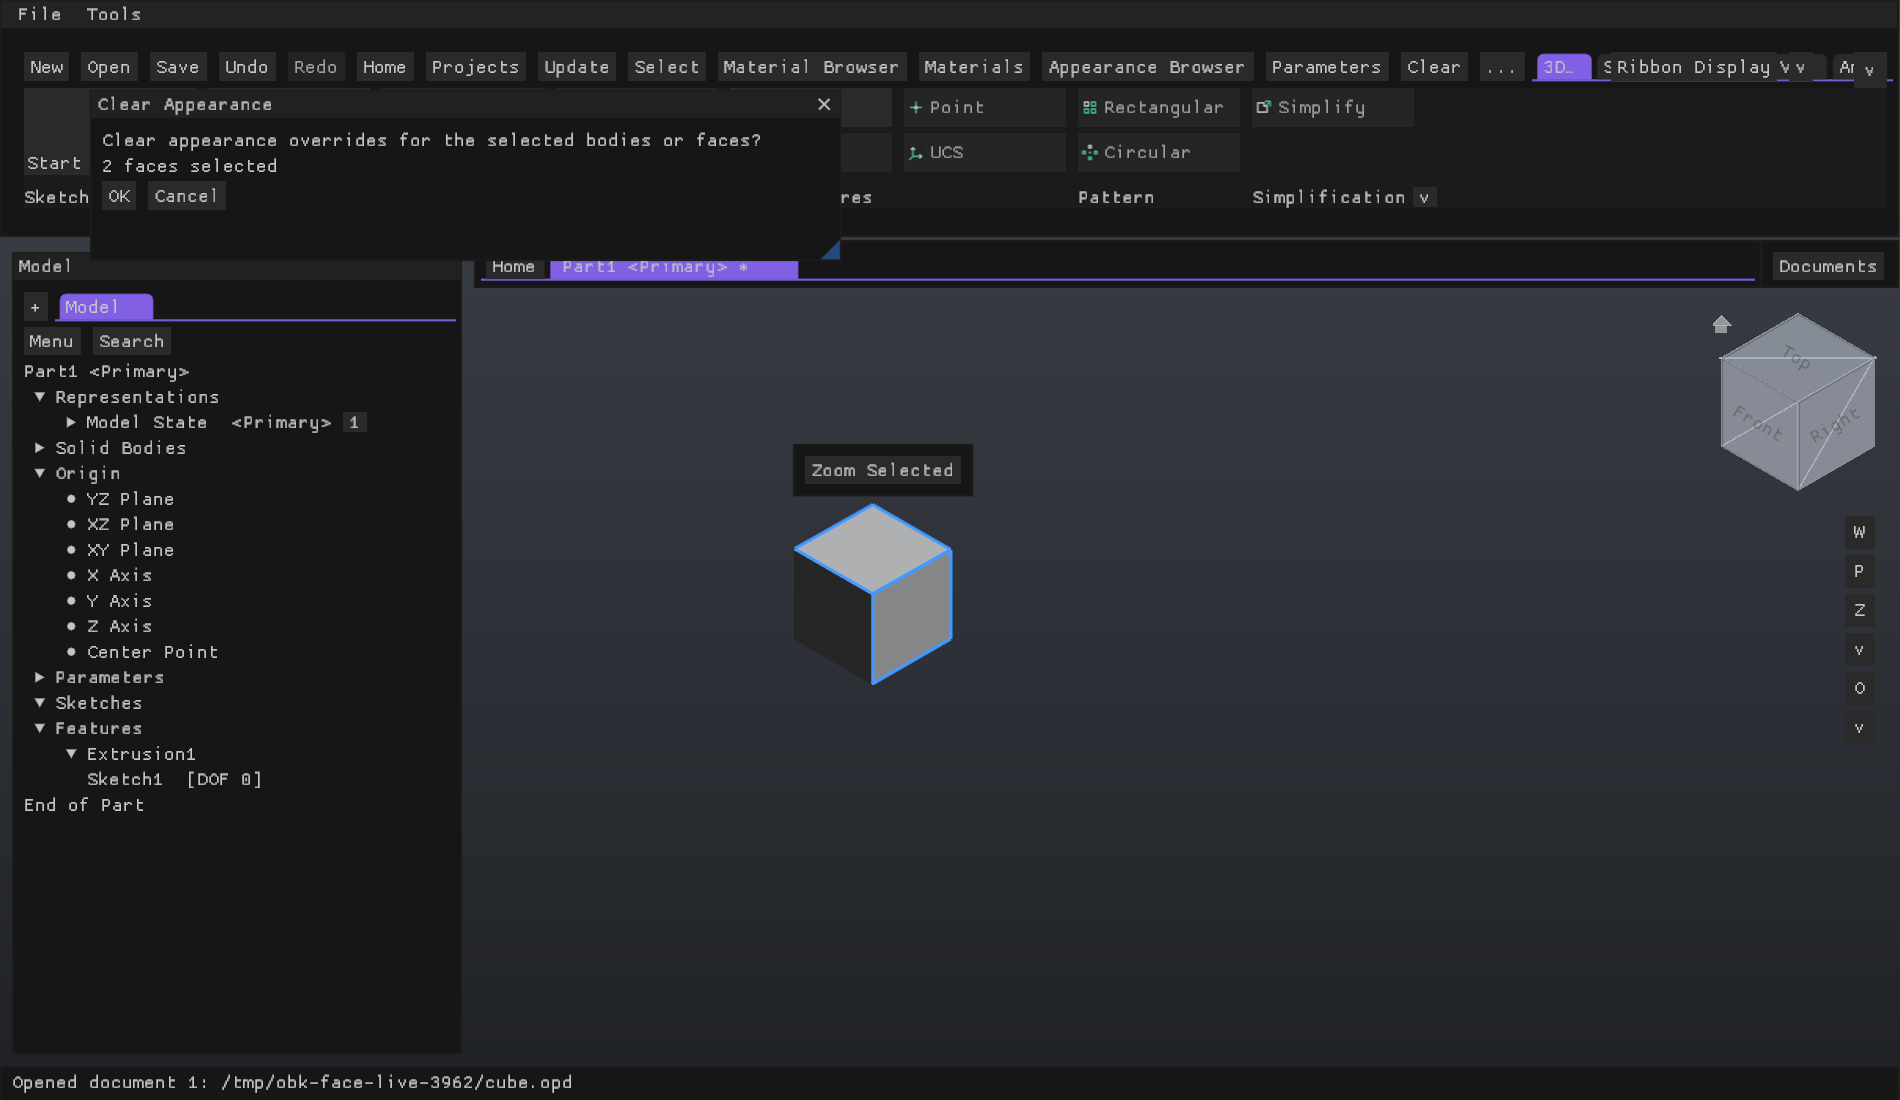 File Tools
New Open Save Undo Redo Home Projects Update Select Material Browser Materials Appearance Browser Parameters Clear ... 3D… Ribbon Display v v
Clear Appearance
Clear appearance overrides for the selected bodies or faces?
2 faces selected
OK Cancel
Start
Sketch
Point Rectangular Simplify
UCS Circular
res Pattern Simplification v
Model
Home Part1 <Primary> * Documents
+ Model
Menu Search
Part1 <Primary>
Representations
Model State <Primary> 1
Solid Bodies
Origin
YZ Plane
XZ Plane
XY Plane
X Axis
Y Axis
Z Axis
Center Point
Parameters
Sketches
Features
Extrusion1
Sketch1 [DOF 0]
End of Part
Zoom Selected
Top
Front
Right
W
P
Z
v
O
v
Opened document 1: /tmp/obk-face-live-3962/cube.opd